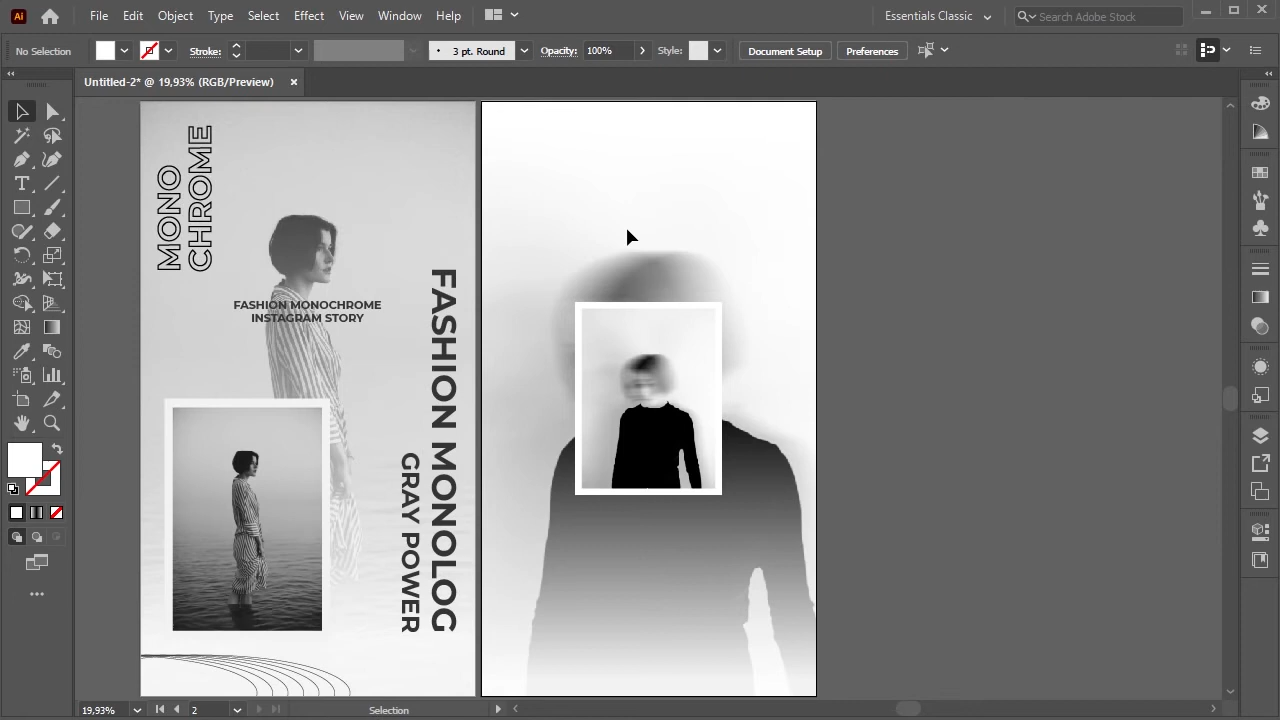 Ai
File Edit Object Type Select Effect View Window Help
Essentials Classic
Search Adobe Stock
No Selection
Stroke:
3 pt. Round
Opacity: 100%
Style:
Document Setup
Preferences
Untitled-2* @ 19,93% (RGB/Preview)
MONO
CHROME
FASHION MONOCHROME
INSTAGRAM STORY
FASHION MONOLOG
GRAY POWER
19,93%
2
Selection